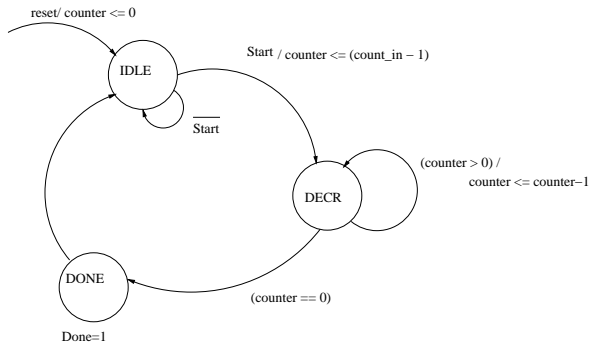 reset/ counter <= 0
IDLE
Start / counter <= (count_in − 1)
Start
(counter > 0) /
counter <= counter−1
DECR
DONE
(counter == 0)
Done=1